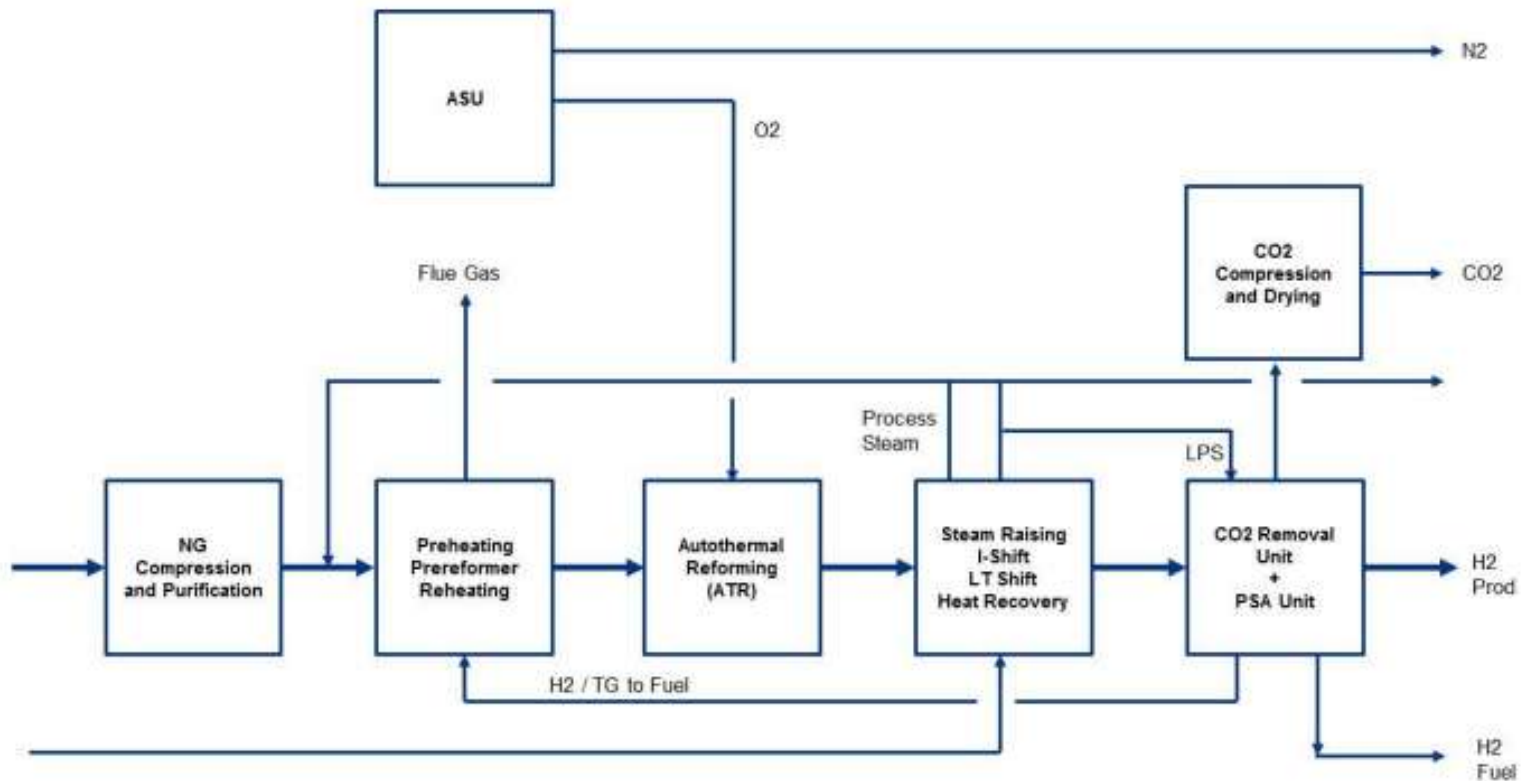 N2
ASU
O2
CO2
Compression
and Drying
CO2
Flue Gas
Process
Steam
LPS
NG
Compression
and Purification
Preheating
Prereformer
Reheating
Autothermal
Reforming
(ATR)
Steam Raising
I-Shift
LT Shift
Heat Recovery
CO2 Removal
Unit
+
PSA Unit
H2
Prod
H2 / TG to Fuel
H2
Fuel